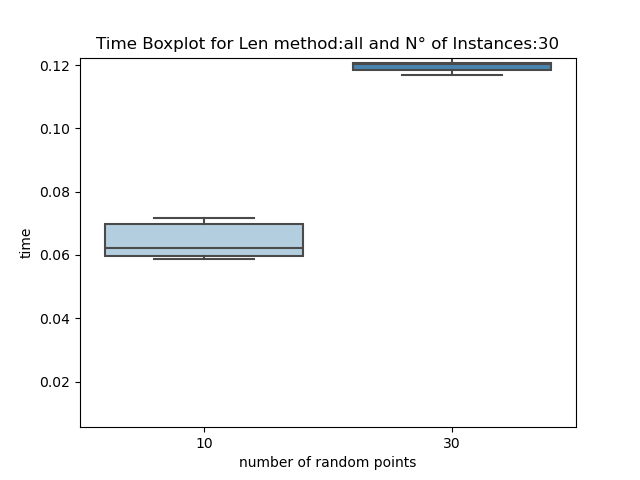 Time Boxplot for Len method:all and N° of Instances:30
0.12
0.10
0.08
0.06
0.04
0.02
time
10 30
number of random points